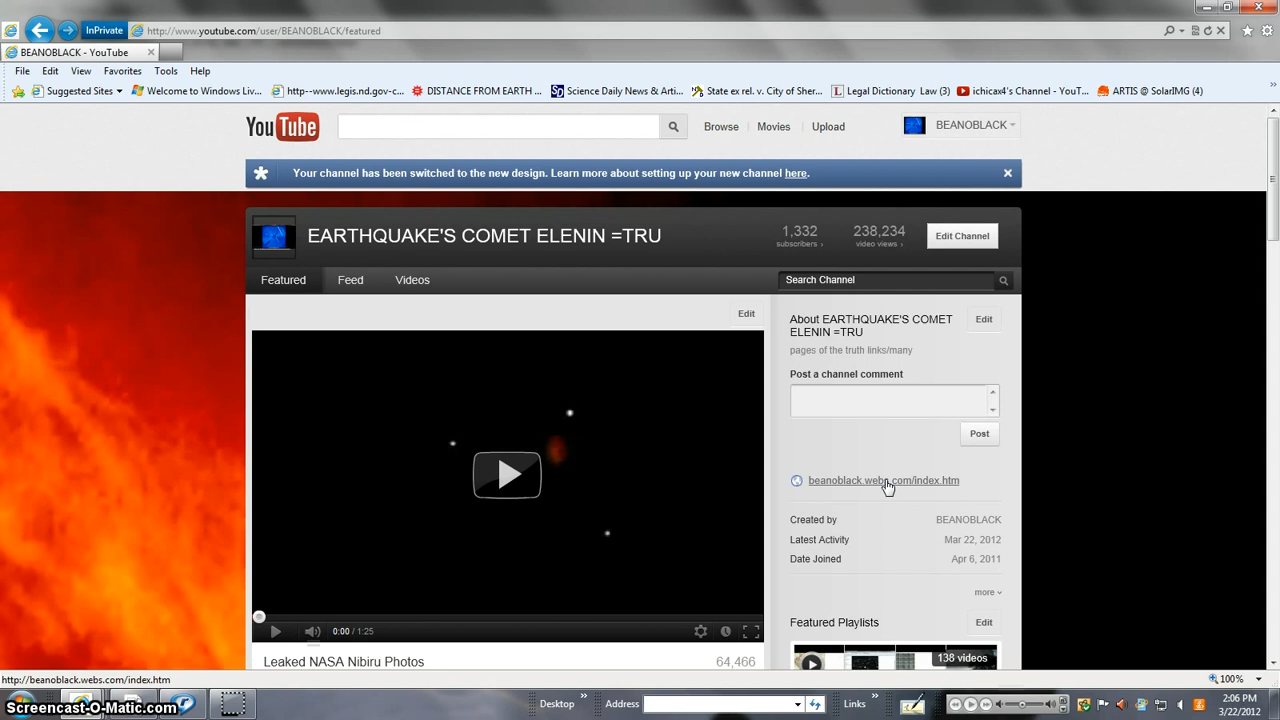 InPrivate
http://www.youtube.com/user/BEANOBLACK/featured
BEANOBLACK - YouTube
File Edit View Favorites Tools Help
Suggested Sites
Welcome to Windows Liv...
http--www.legis.nd.gov-c...
DISTANCE FROM EARTH ...
Science Daily News & Arti...
State ex rel. v. City of Sher...
Legal Dictionary Law (3)
ichicax4's Channel - YouT...
ARTIS @ SolarIMG (4)
YouTube
Browse Movies Upload
BEANOBLACK
Your channel has been switched to the new design. Learn more about setting up your new channel here.
EARTHQUAKE'S COMET ELENIN =TRU
1,332
subscribers
238,234
video views
Edit Channel
Featured Feed Videos
Search Channel
Edit
About EARTHQUAKE'S COMET
ELENIN =TRU
Edit
pages of the truth links/many
Post a channel comment
Post
beanoblack.webs.com/index.htm
Created by BEANOBLACK
Latest Activity Mar 22, 2012
Date Joined Apr 6, 2011
more
Featured Playlists
Edit
138 videos
0:00 / 1:25
Leaked NASA Nibiru Photos
64,466
http://beanoblack.webs.com/index.htm
100%
Screencast-O-Matic.com
Desktop
Address
Links
2:06 PM
3/22/2012